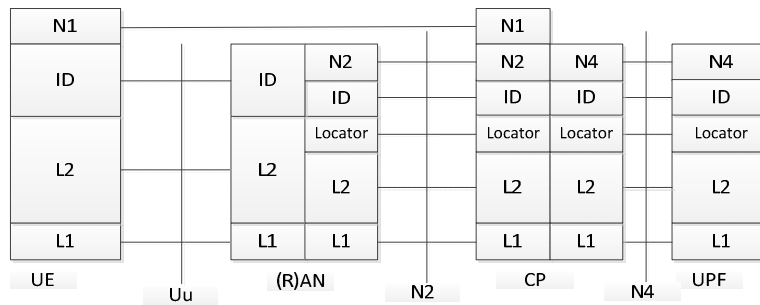 N1 N1
ID ID N2 N2 N4 N4
ID ID ID ID
Locator Locator Locator Locator
L2 L2 L2 L2 L2 L2
L1 L1 L1 L1 L1 L1
UE (R)AN CP UPF
Uu N2 N4